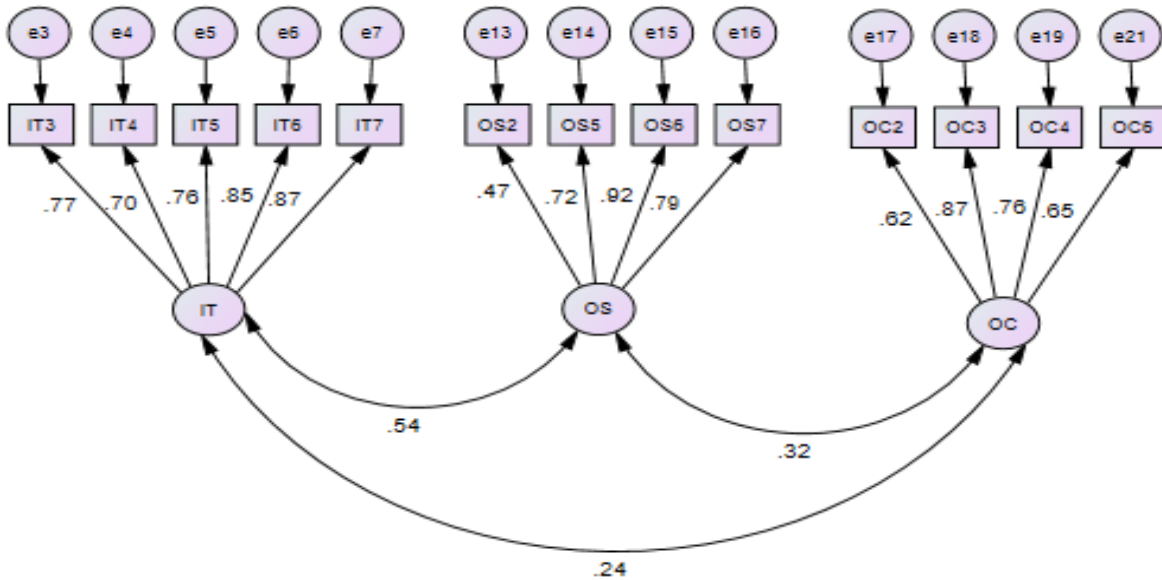 e3 e4 e5 e6 e7 e13 e14 e15 e16 e17 e18 e19 e21
IT3 IT4 IT5 IT6 IT7 OS2 OS5 OS6 OS7 OC2 OC3 OC4 OC6
.77 .70 .76 .85 .87 .47 .72 .92 .79 .62 .87 .76 .65
IT OS OC
.54
.32
.24